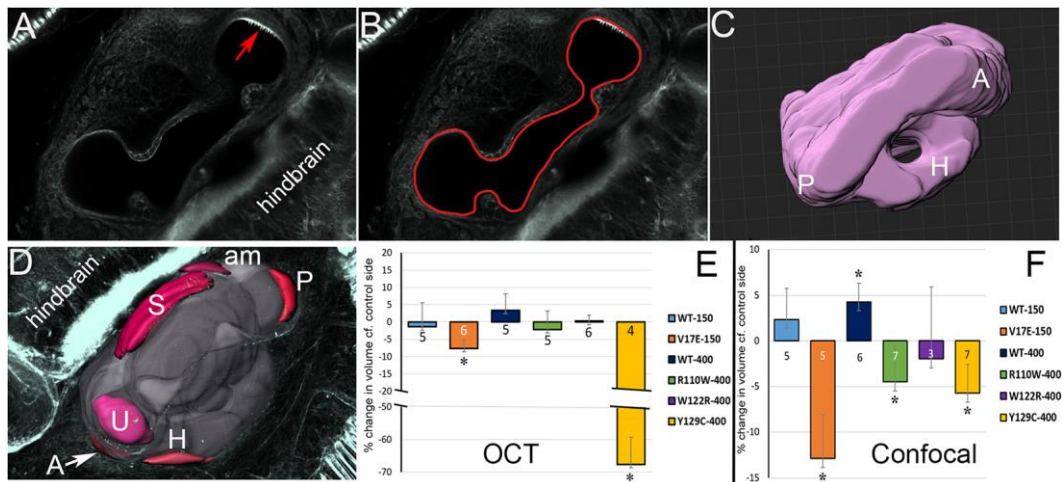 A
hindbrain
B
C
A
P
H
D
hindbrain
am
P
S
U
A
H
E
% change in volume cf. control side
20
15
10
5
0
-5
-10
-15
-20
-50
-60
-70
5
6
5
5
6
4
*
*
OCT
WT-150
V17E-150
WT-400
R110W-400
W122R-400
Y129C-400
F
% change in volume cf. control side
10
5
0
-5
-10
-15
5
5
6
7
3
7
*
*
*
*
Confocal
WT-150
V17E-150
WT-400
R110W-400
W122R-400
Y129C-400